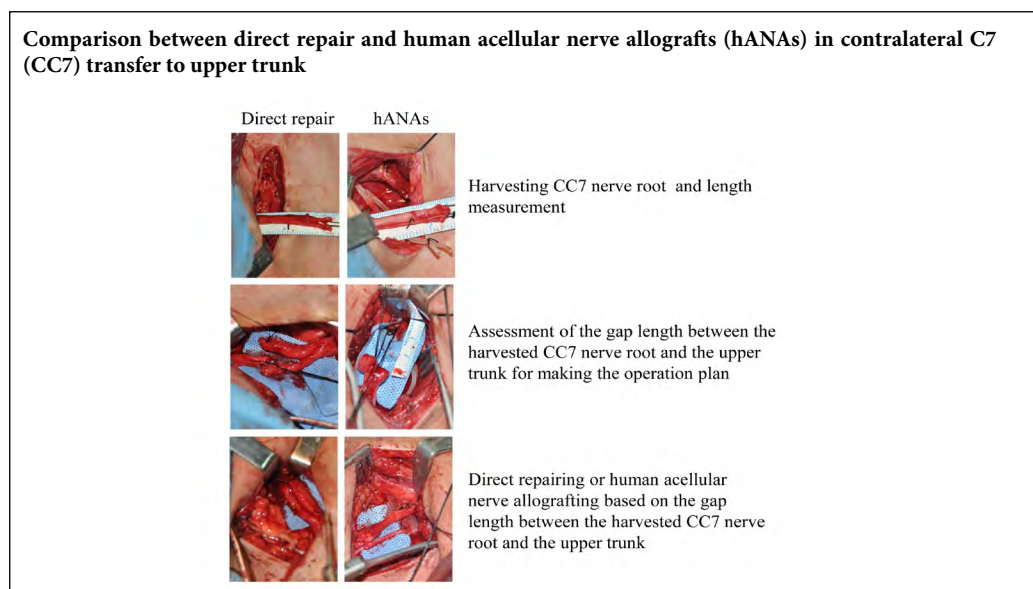 Comparison between direct repair and human acellular nerve allografts (hANAs) in contralateral C7
(CC7) transfer to upper trunk
Direct repair hANAs
Harvesting CC7 nerve root and length
measurement
Assessment of the gap length between the
harvested CC7 nerve root and the upper
trunk for making the operation plan
Direct repairing or human acellular
nerve allografting based on the gap
length between the harvested CC7 nerve
root and the upper trunk